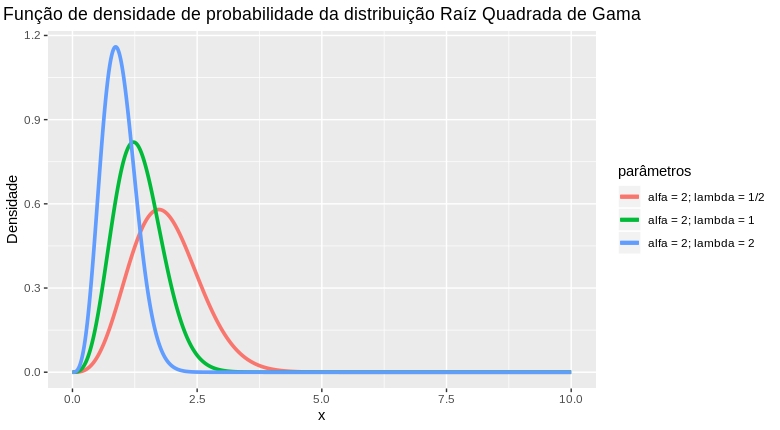 Função de densidade de probabilidade da distribuição Raíz Quadrada de Gama
1.2
0.9
0.6
0.3
0.0
Densidade
0.0 2.5 5.0 7.5 10.0
x
parâmetros
alfa = 2; lambda = 1/2
alfa = 2; lambda = 1
alfa = 2; lambda = 2